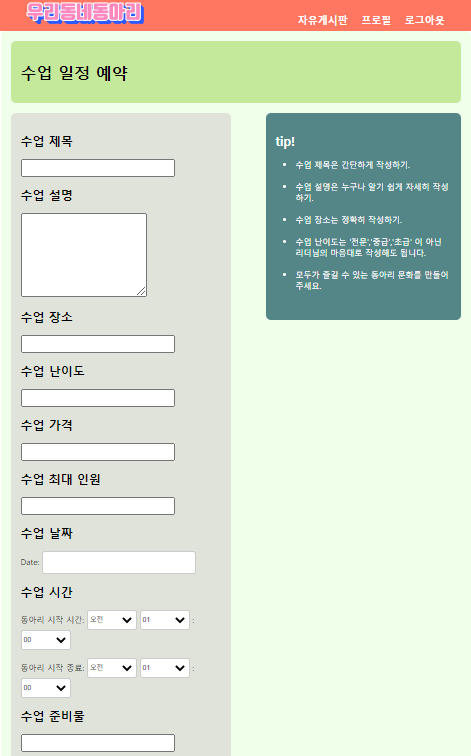 우리동네동아리
자유게시판 프로필 로그아웃
수업 일정 예약
수업 제목
수업 설명
수업 장소
수업 난이도
수업 가격
수업 최대 인원
수업 날짜
Date:
수업 시간
동아리 시작 시간: 오전 01 :
00
동아리 시작 종료: 오전 01 :
00
수업 준비물
tip!
수업 제목은 간단하게 작성하기.
수업 설명은 누구나 알기 쉽게 자세히 작성
하기.
수업 장소는 정확히 작성하기.
수업 난이도는 '전문','중급','초급' 이 아닌
리더님의 마음대로 작성해도 됩니다.
모두가 즐길 수 있는 동아리 문화를 만들어
주세요.